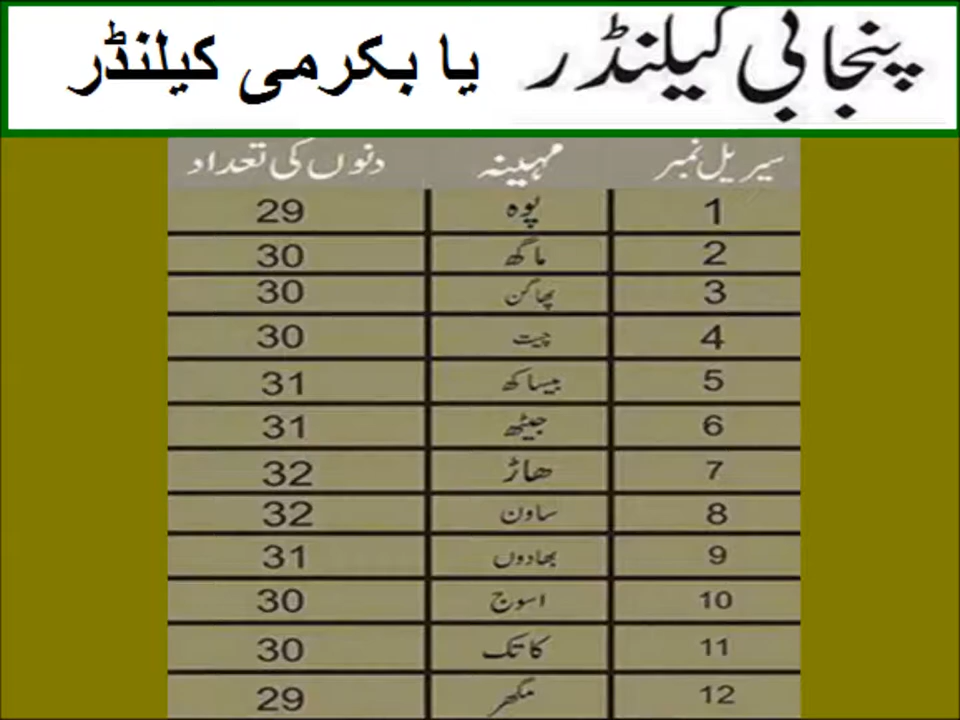 پنجابی کیلنڈر یا بکرمی کیلنڈر
سیریل نمبر مہینہ دنوں کی تعداد
1 پوہ 29
2 ماگھ 30
3 پھاگن 30
4 چیت 30
5 بیساکھ 31
6 جیٹھ 31
7 ھاڑ 32
8 ساون 32
9 بھادوں 31
10 اسوج 30
11 کاتک 30
12 مگھر 29